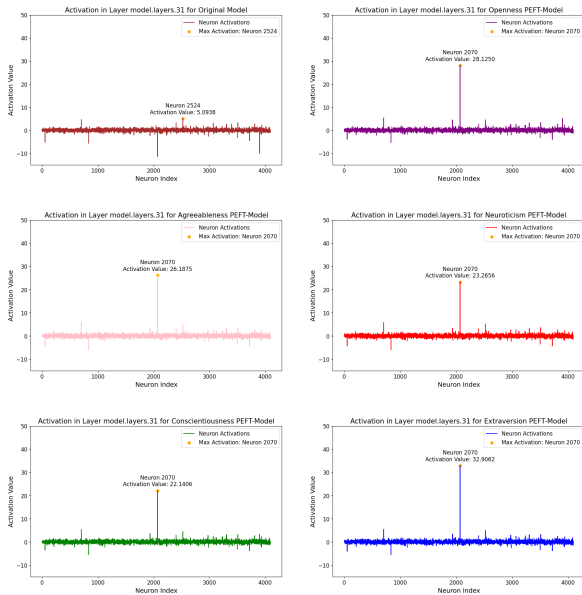 Activation in Layer model.layers.31 for Original Model
Neuron Activations
Max Activation: Neuron 2524
Neuron 2524
Activation Value: 5.0938
Activation Value
50
40
30
20
10
0
−10
0
1000
2000
3000
4000
Neuron Index
Activation in Layer model.layers.31 for Openness PEFT-Model
Neuron Activations
Max Activation: Neuron 2070
Neuron 2070
Activation Value: 28.1250
Activation Value
50
40
30
20
10
0
−10
0
1000
2000
3000
4000
Neuron Index
Activation in Layer model.layers.31 for Agreeableness PEFT-Model
Neuron Activations
Max Activation: Neuron 2070
Neuron 2070
Activation Value: 26.1875
Activation Value
50
40
30
20
10
0
−10
0
1000
2000
3000
4000
Neuron Index
Activation in Layer model.layers.31 for Neuroticism PEFT-Model
Neuron Activations
Max Activation: Neuron 2070
Neuron 2070
Activation Value: 23.2656
Activation Value
50
40
30
20
10
0
−10
0
1000
2000
3000
4000
Neuron Index
Activation in Layer model.layers.31 for Conscientiousness PEFT-Model
Neuron Activations
Max Activation: Neuron 2070
Neuron 2070
Activation Value: 22.1406
Activation Value
50
40
30
20
10
0
−10
0
1000
2000
3000
4000
Neuron Index
Activation in Layer model.layers.31 for Extraversion PEFT-Model
Neuron Activations
Max Activation: Neuron 2070
Neuron 2070
Activation Value: 32.9062
Activation Value
50
40
30
20
10
0
−10
0
1000
2000
3000
4000
Neuron Index